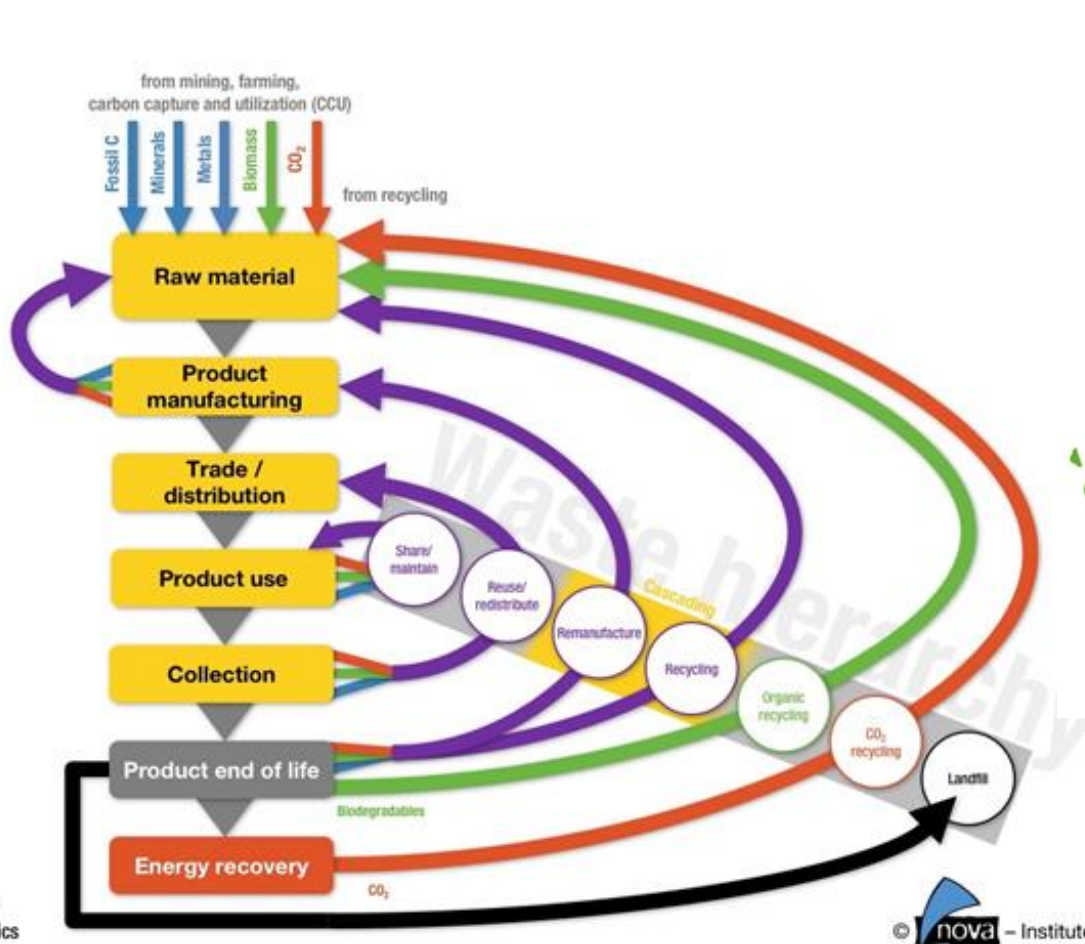 from mining, farming,
carbon capture and utilization (CCU)
Fossil C
Minerals
Metals
Biomass
CO₂
from recycling
Raw material
Product
manufacturing
Trade /
distribution
Product use
Collection
Product end of life
Energy recovery
Waste hierarchy
Cascading
Share/
maintain
Reuse/
redistribute
Remanufacture
Recycling
Organic
recycling
CO₂
recycling
Landfill
Biodegradables
CO₂
ics
© nova – Institute